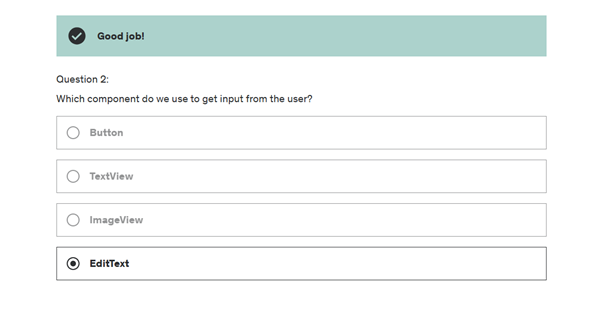 Good job!
Question 2:
Which component do we use to get input from the user?
Button
TextView
ImageView
EditText